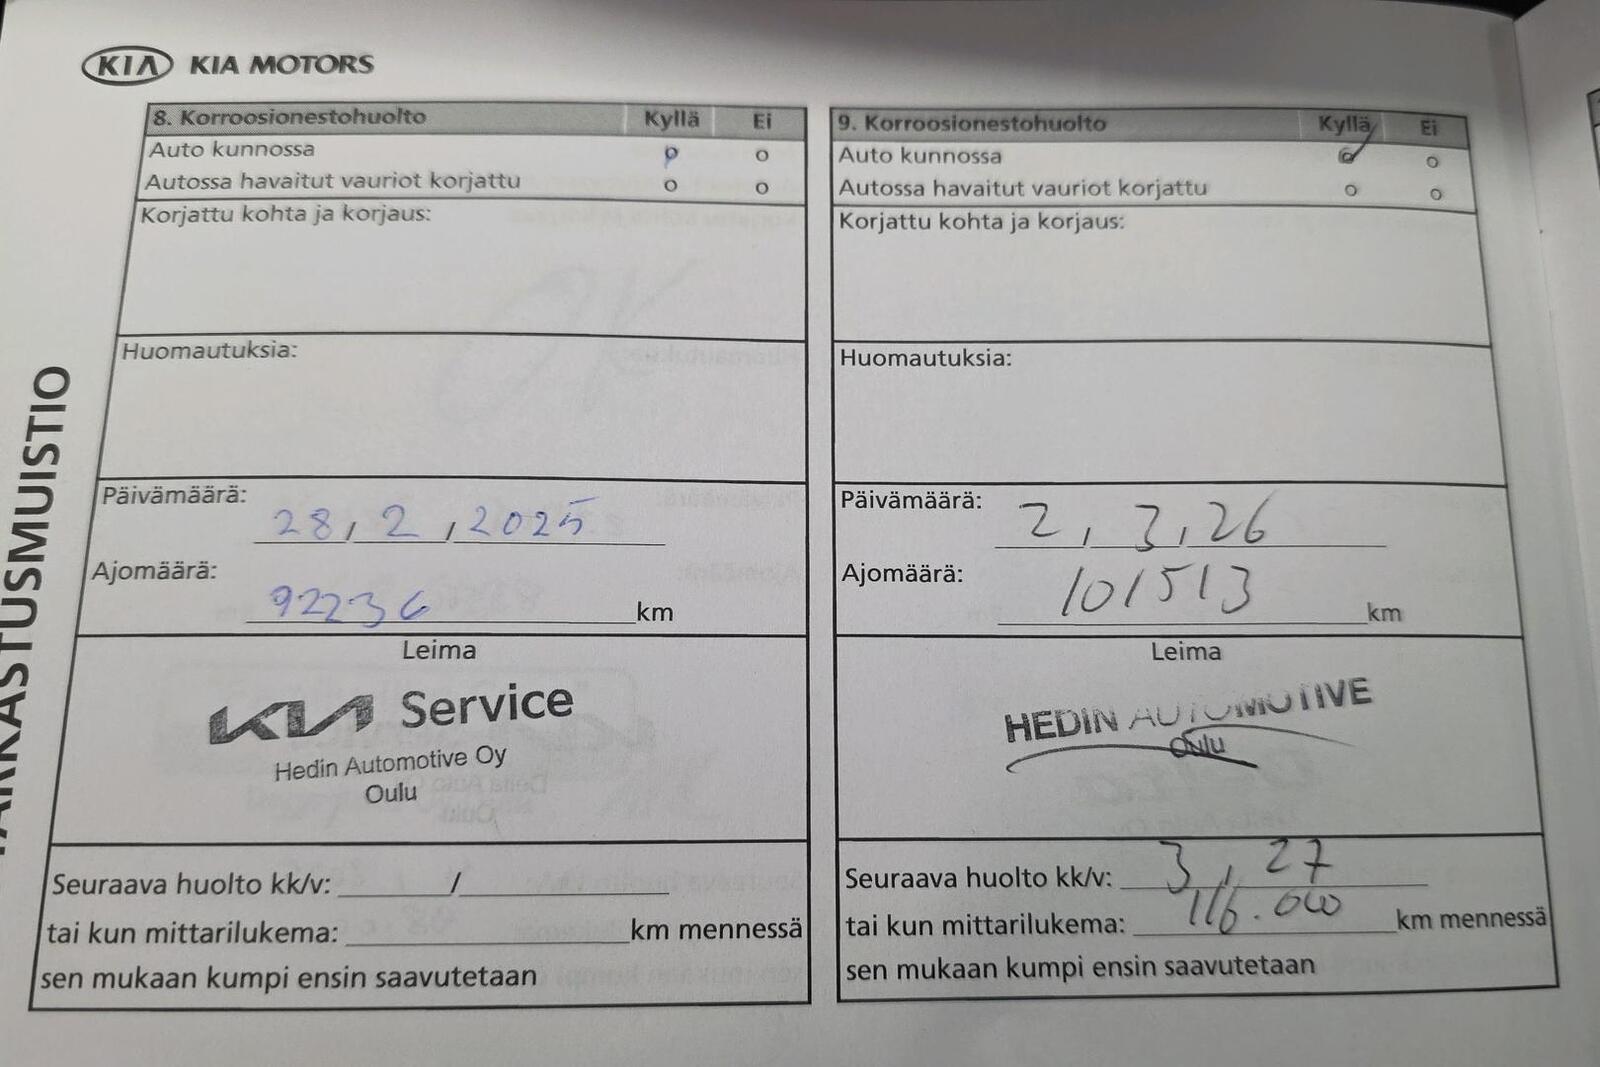 KIA KIA MOTORS
TARKASTUSMUISTIO
8. Korroosionestohuolto Kyllä Ei
Auto kunnossa
Autossa havaitut vauriot korjattu
Korjattu kohta ja korjaus:
Huomautuksia:
Päivämäärä: 28, 2, 2025
Ajomäärä: 92236 km
Leima
KIA Service
Hedin Automotive Oy
Oulu
Seuraava huolto kk/v: /
tai kun mittarilukema: km mennessä
sen mukaan kumpi ensin saavutetaan
9. Korroosionestohuolto Kyllä Ei
Auto kunnossa
Autossa havaitut vauriot korjattu
Korjattu kohta ja korjaus:
Huomautuksia:
Päivämäärä: 2, 3, 26
Ajomäärä: 101513 km
Leima
HEDIN AUTOMOTIVE
Oulu
Seuraava huolto kk/v: 3, 27
tai kun mittarilukema: 116.000 km mennessä
sen mukaan kumpi ensin saavutetaan